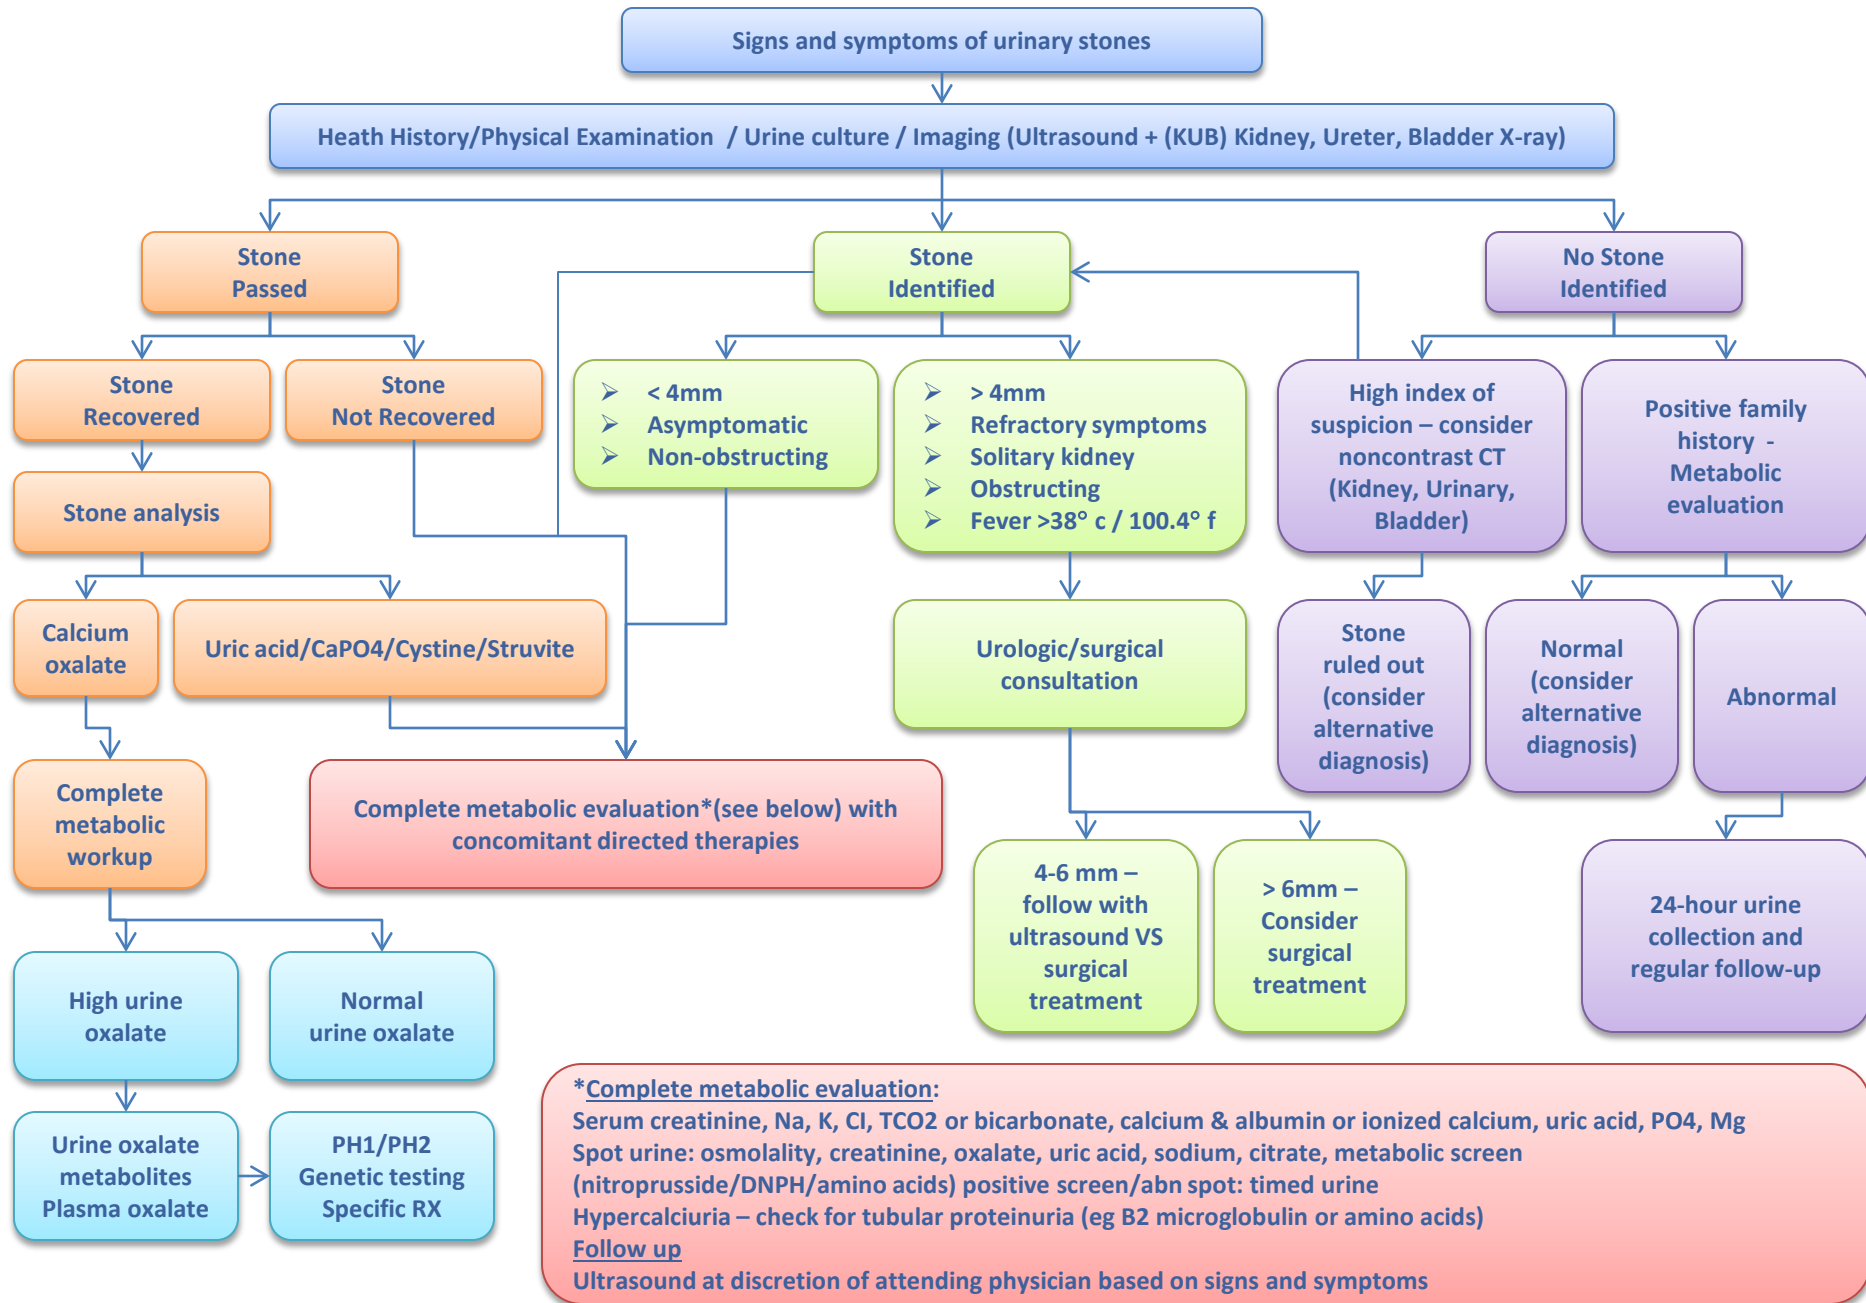 Signs and symptoms of urinary stones
Heath History/Physical Examination / Urine culture / Imaging (Ultrasound + (KUB) Kidney, Ureter, Bladder X-ray)
Stone
Passed
Stone
Identified
No Stone
Identified
Stone
Recovered
Stone
Not Recovered
➢ < 4mm
➢ Asymptomatic
➢ Non-obstructing
➢ > 4mm
➢ Refractory symptoms
➢ Solitary kidney
➢ Obstructing
➢ Fever >38° c / 100.4° f
High index of
suspicion – consider
noncontrast CT
(Kidney, Urinary,
Bladder)
Positive family
history -
Metabolic
evaluation
Stone analysis
Calcium
oxalate
Uric acid/CaPO4/Cystine/Struvite
Urologic/surgical
consultation
Stone
ruled out
(consider
alternative
diagnosis)
Normal
(consider
alternative
diagnosis)
Abnormal
Complete
metabolic
workup
Complete metabolic evaluation*(see below) with
concomitant directed therapies
4-6 mm –
follow with
ultrasound VS
surgical
treatment
> 6mm –
Consider
surgical
treatment
24-hour urine
collection and
regular follow-up
High urine
oxalate
Normal
urine oxalate
Urine oxalate
metabolites
Plasma oxalate
PH1/PH2
Genetic testing
Specific RX
*Complete metabolic evaluation:
Serum creatinine, Na, K, CI, TCO2 or bicarbonate, calcium & albumin or ionized calcium, uric acid, PO4, Mg
Spot urine: osmolality, creatinine, oxalate, uric acid, sodium, citrate, metabolic screen
(nitroprusside/DNPH/amino acids) positive screen/abn spot: timed urine
Hypercalciuria – check for tubular proteinuria (eg B2 microglobulin or amino acids)
Follow up
Ultrasound at discretion of attending physician based on signs and symptoms